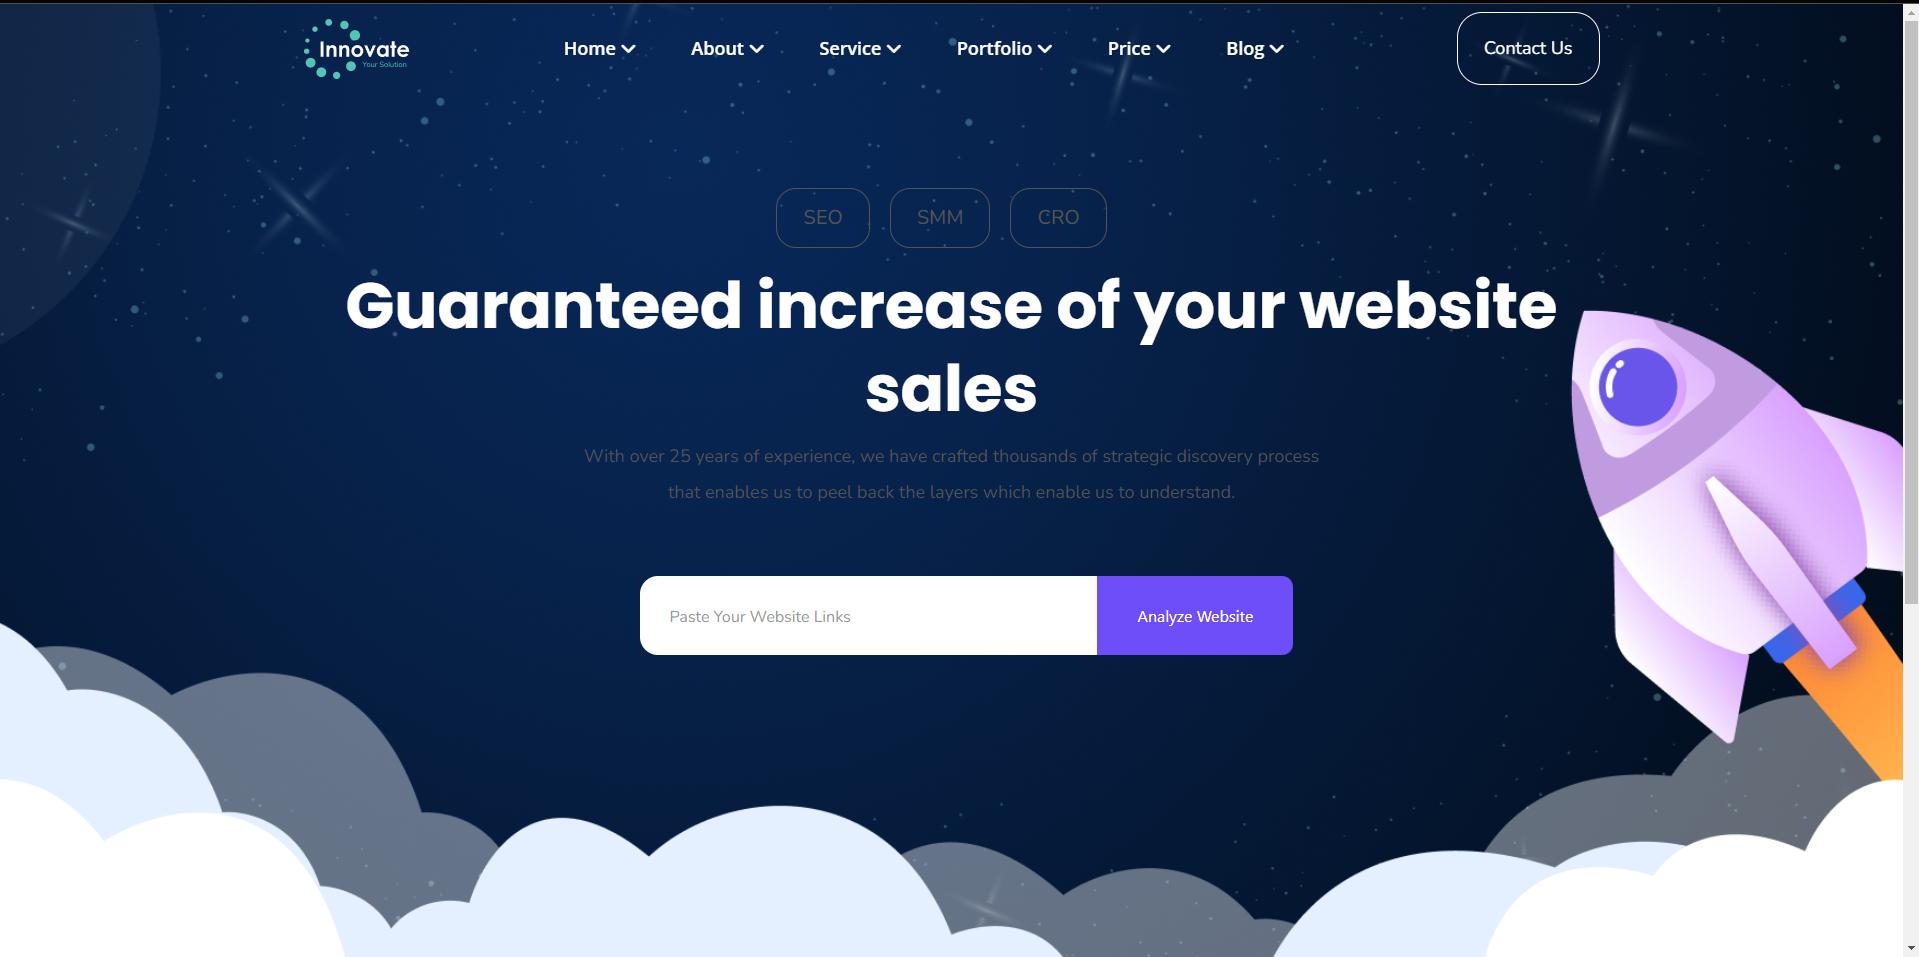 Innovate
Your Solution
Home
About
Service
Portfolio
Price
Blog
Contact Us
SEO
SMM
CRO
Guaranteed increase of your website
sales
With over 25 years of experience, we have crafted thousands of strategic discovery process
that enables us to peel back the layers which enable us to understand.
Paste Your Website Links
Analyze Website